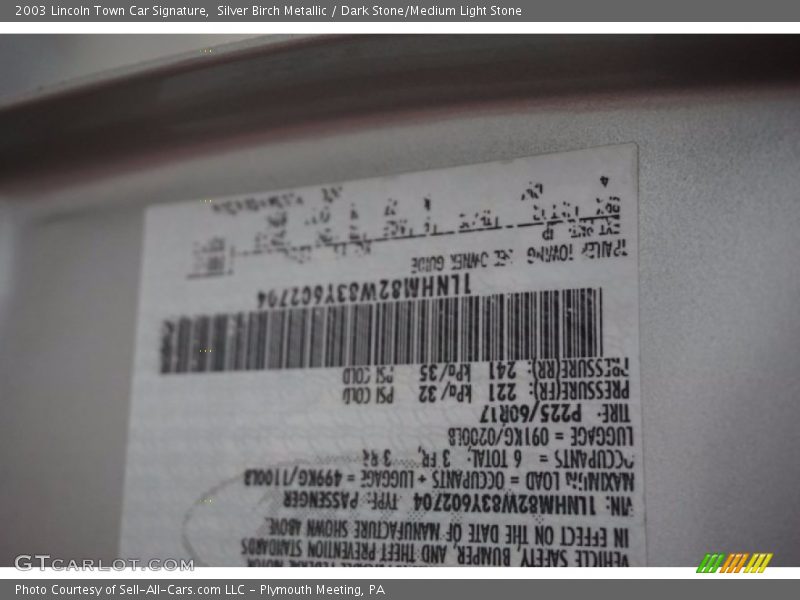 2003 Lincoln Town Car Signature,  Silver Birch Metallic / Dark Stone/Medium Light Stone
VEHICLE SAFETY, BUMPER, AND THEFT PREVENTION STANDARDS
IN EFFECT ON THE DATE OF MANUFACTURE SHOWN ABOVE
VIN: 1LNHM82W83Y602704 TYPE: PASSENGER
MAXIMUM LOAD = OCCUPANTS + LUGGAGE = 499KG/1100LB
OCCUPANTS = 6 TOTAL, 3 FR, 3 RR
LUGGAGE = 091KG/0200LB
TIRE: P225/60R17
PRESSURE(FR): 221 kPa/ 32 PSI COLD
PRESSURE(RR): 241 kPa/35 PSI COLD
1LNHM82W83Y602704
TRAILER TOWING SEE OWNER GUIDE
GTCARLOT.COM
Photo Courtesy of Sell-All-Cars.com LLC - Plymouth Meeting, PA